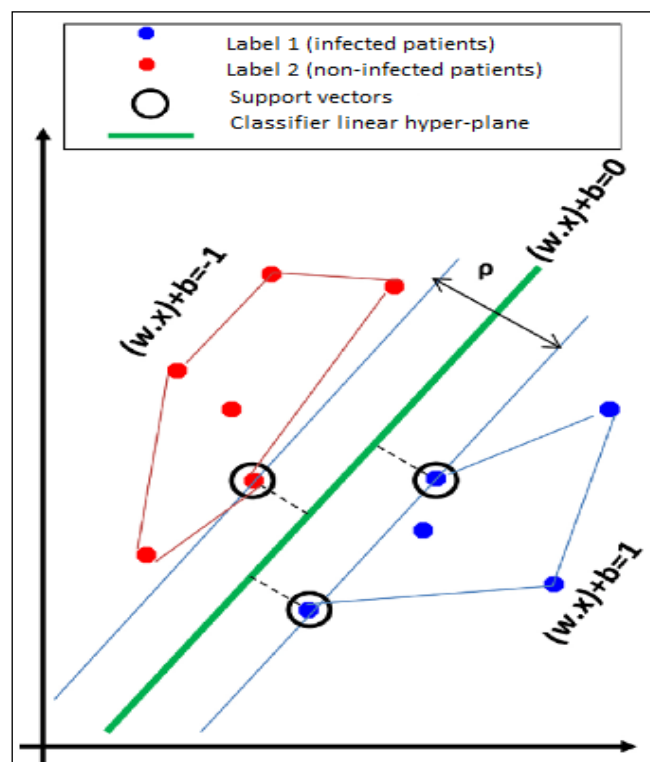 Label 1 (infected patients)
Label 2 (non-infected patients)
Support vectors
Classifier linear hyper-plane
(w.x)+b=0
(w.x)+b=-1
ρ
(w.x)+b=1